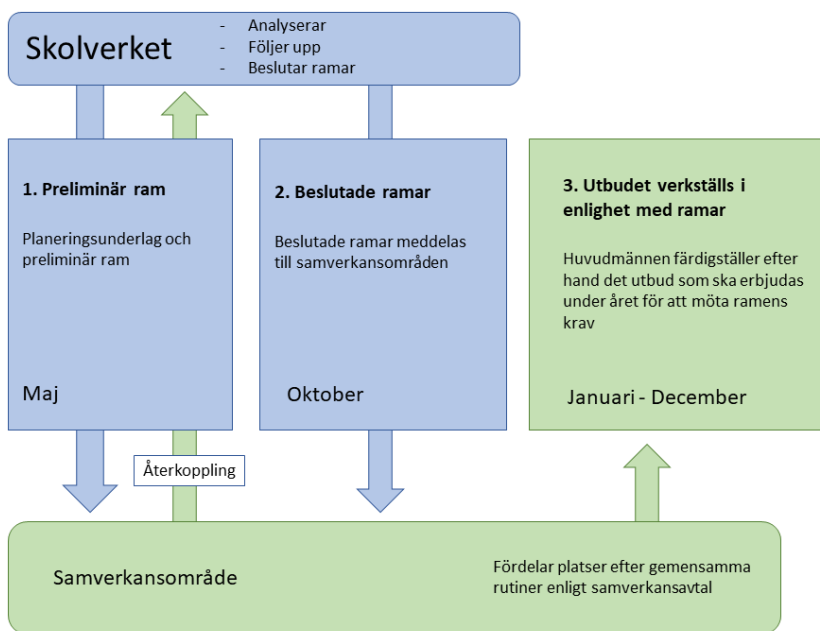 Skolverket
- Analyserar
- Följer upp
- Beslutar ramar
1. Preliminär ram
Planeringsunderlag och
preliminär ram
Maj
2. Beslutade ramar
Beslutade ramar meddelas
till samverkansområden
Oktober
3. Utbudet verkställs i
enlighet med ramar
Huvudmännen färdigställer efter
hand det utbud som ska erbjudas
under året för att möta ramens
krav
Januari - December
Återkoppling
Samverkansområde
Fördelar platser efter gemensamma
rutiner enligt samverkansavtal